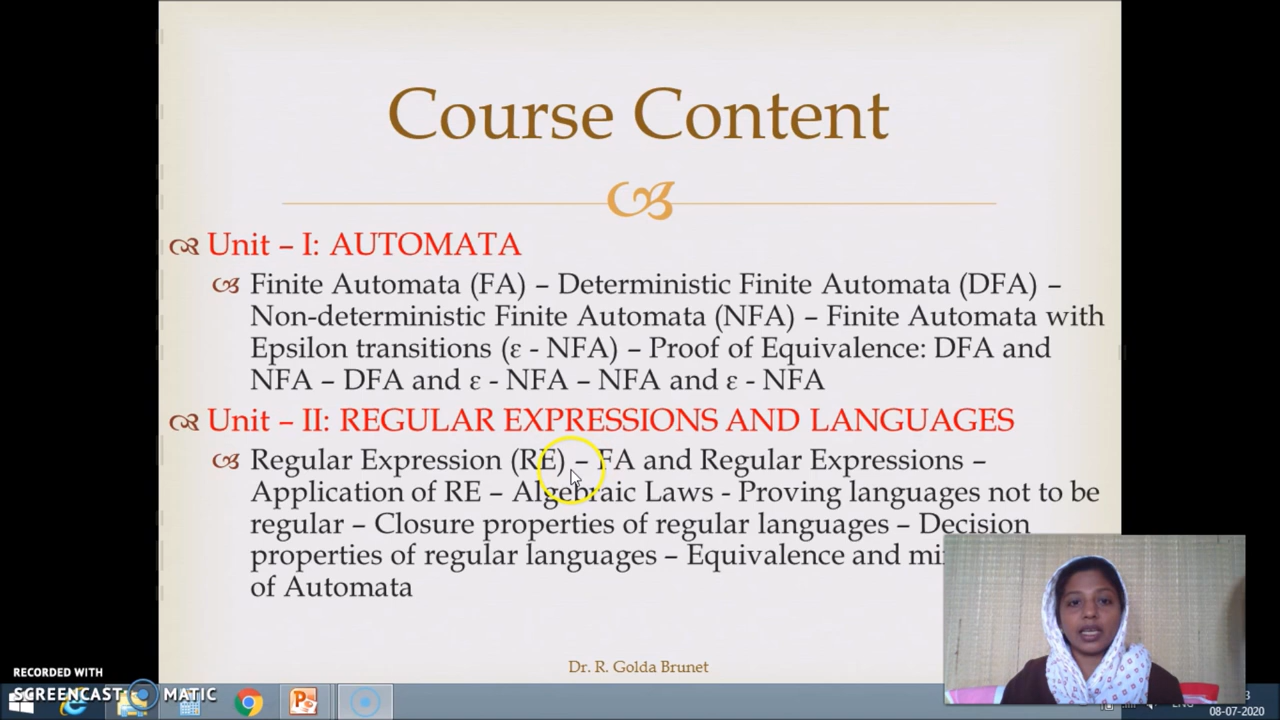 Course Content
Unit – I: AUTOMATA
Finite Automata (FA) – Deterministic Finite Automata (DFA) –
Non-deterministic Finite Automata (NFA) – Finite Automata with
Epsilon transitions (ε - NFA) – Proof of Equivalence: DFA and
NFA – DFA and ε - NFA – NFA and ε - NFA
Unit – II: REGULAR EXPRESSIONS AND LANGUAGES
Regular Expression (RE) – FA and Regular Expressions –
Application of RE – Algebraic Laws - Proving languages not to be
regular – Closure properties of regular languages – Decision
properties of regular languages – Equivalence and
of Automata
Dr. R. Golda Brunet
RECORDED WITH
SCREENCAST MATIC
08-07-2020